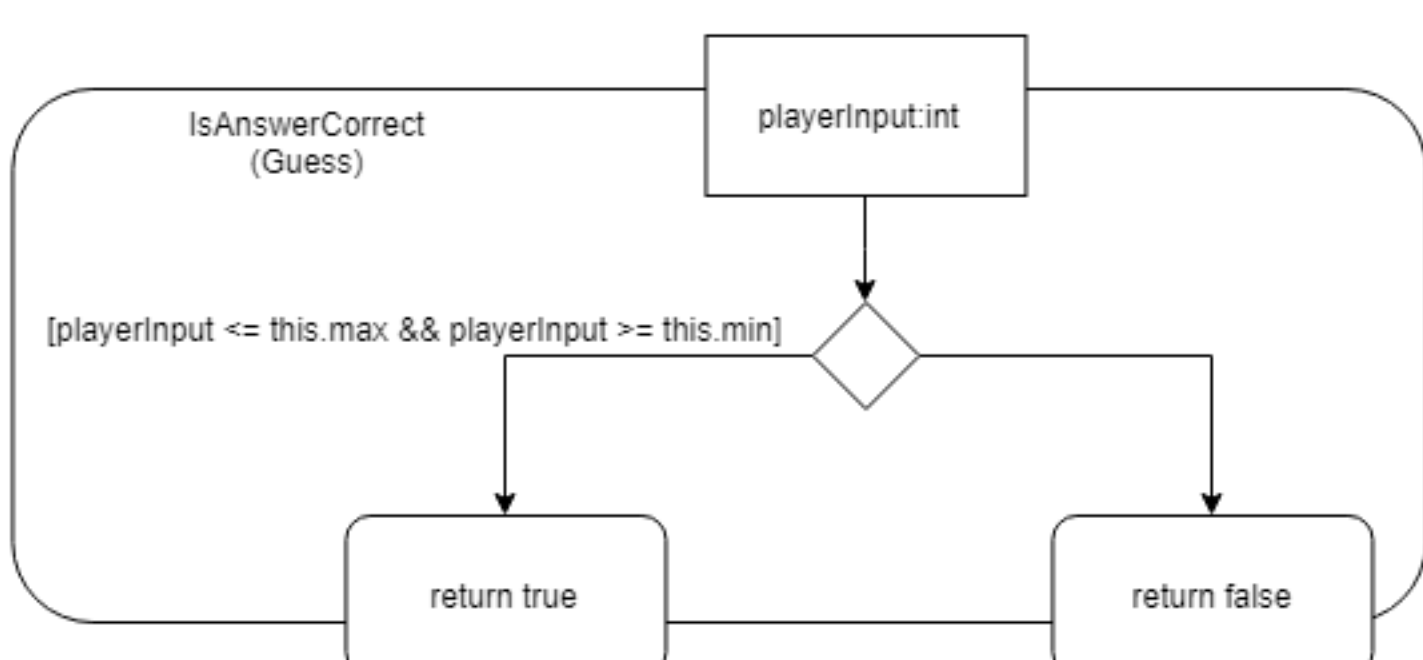 playerInput:int
IsAnswerCorrect
(Guess)
[playerInput <= this.max && playerInput >= this.min]
return true
return false